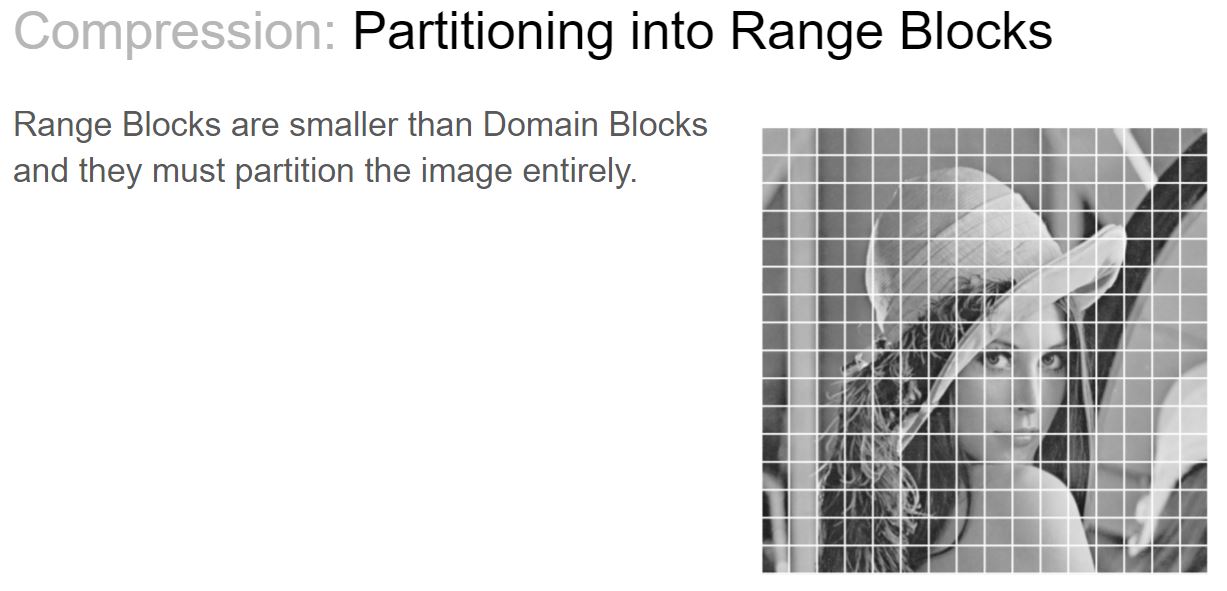 Compression: Partitioning into Range Blocks
Range Blocks are smaller than Domain Blocks
and they must partition the image entirely.